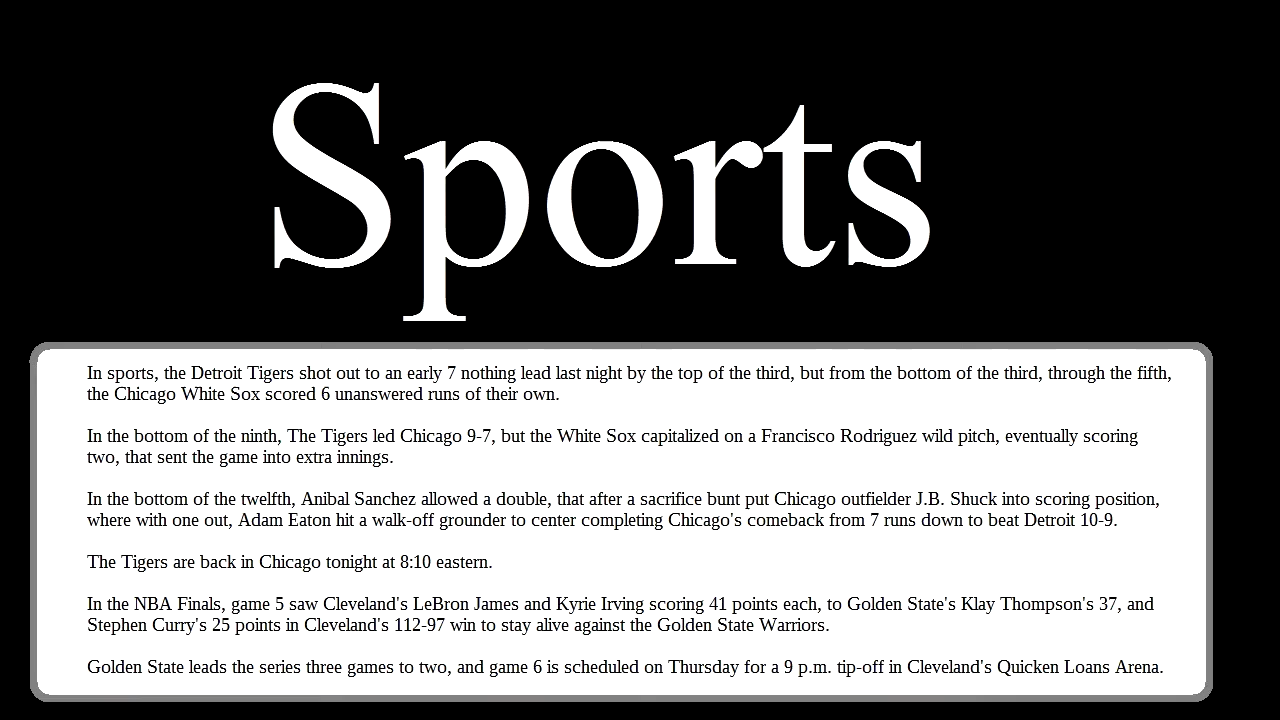 Sports
In sports, the Detroit Tigers shot out to an early 7 nothing lead last night by the top of the third, but from the bottom of the third, through the fifth,
the Chicago White Sox scored 6 unanswered runs of their own.
In the bottom of the ninth, The Tigers led Chicago 9-7, but the White Sox capitalized on a Francisco Rodriguez wild pitch, eventually scoring
two, that sent the game into extra innings.
In the bottom of the twelfth, Anibal Sanchez allowed a double, that after a sacrifice bunt put Chicago outfielder J.B. Shuck into scoring position,
where with one out, Adam Eaton hit a walk-off grounder to center completing Chicago's comeback from 7 runs down to beat Detroit 10-9.
The Tigers are back in Chicago tonight at 8:10 eastern.
In the NBA Finals, game 5 saw Cleveland's LeBron James and Kyrie Irving scoring 41 points each, to Golden State's Klay Thompson's 37, and
Stephen Curry's 25 points in Cleveland's 112-97 win to stay alive against the Golden State Warriors.
Golden State leads the series three games to two, and game 6 is scheduled on Thursday for a 9 p.m. tip-off in Cleveland's Quicken Loans Arena.